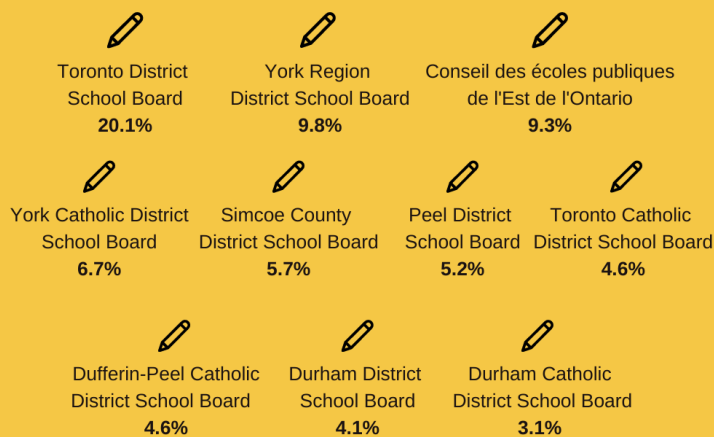 Toronto District
School Board
20.1%
York Region
District School Board
9.8%
Conseil des écoles publiques
de l'Est de l'Ontario
9.3%
York Catholic District
School Board
6.7%
Simcoe County
District School Board
5.7%
Peel District
School Board
5.2%
Toronto Catholic
District School Board
4.6%
Dufferin-Peel Catholic
District School Board
4.6%
Durham District
School Board
4.1%
Durham Catholic
District School Board
3.1%